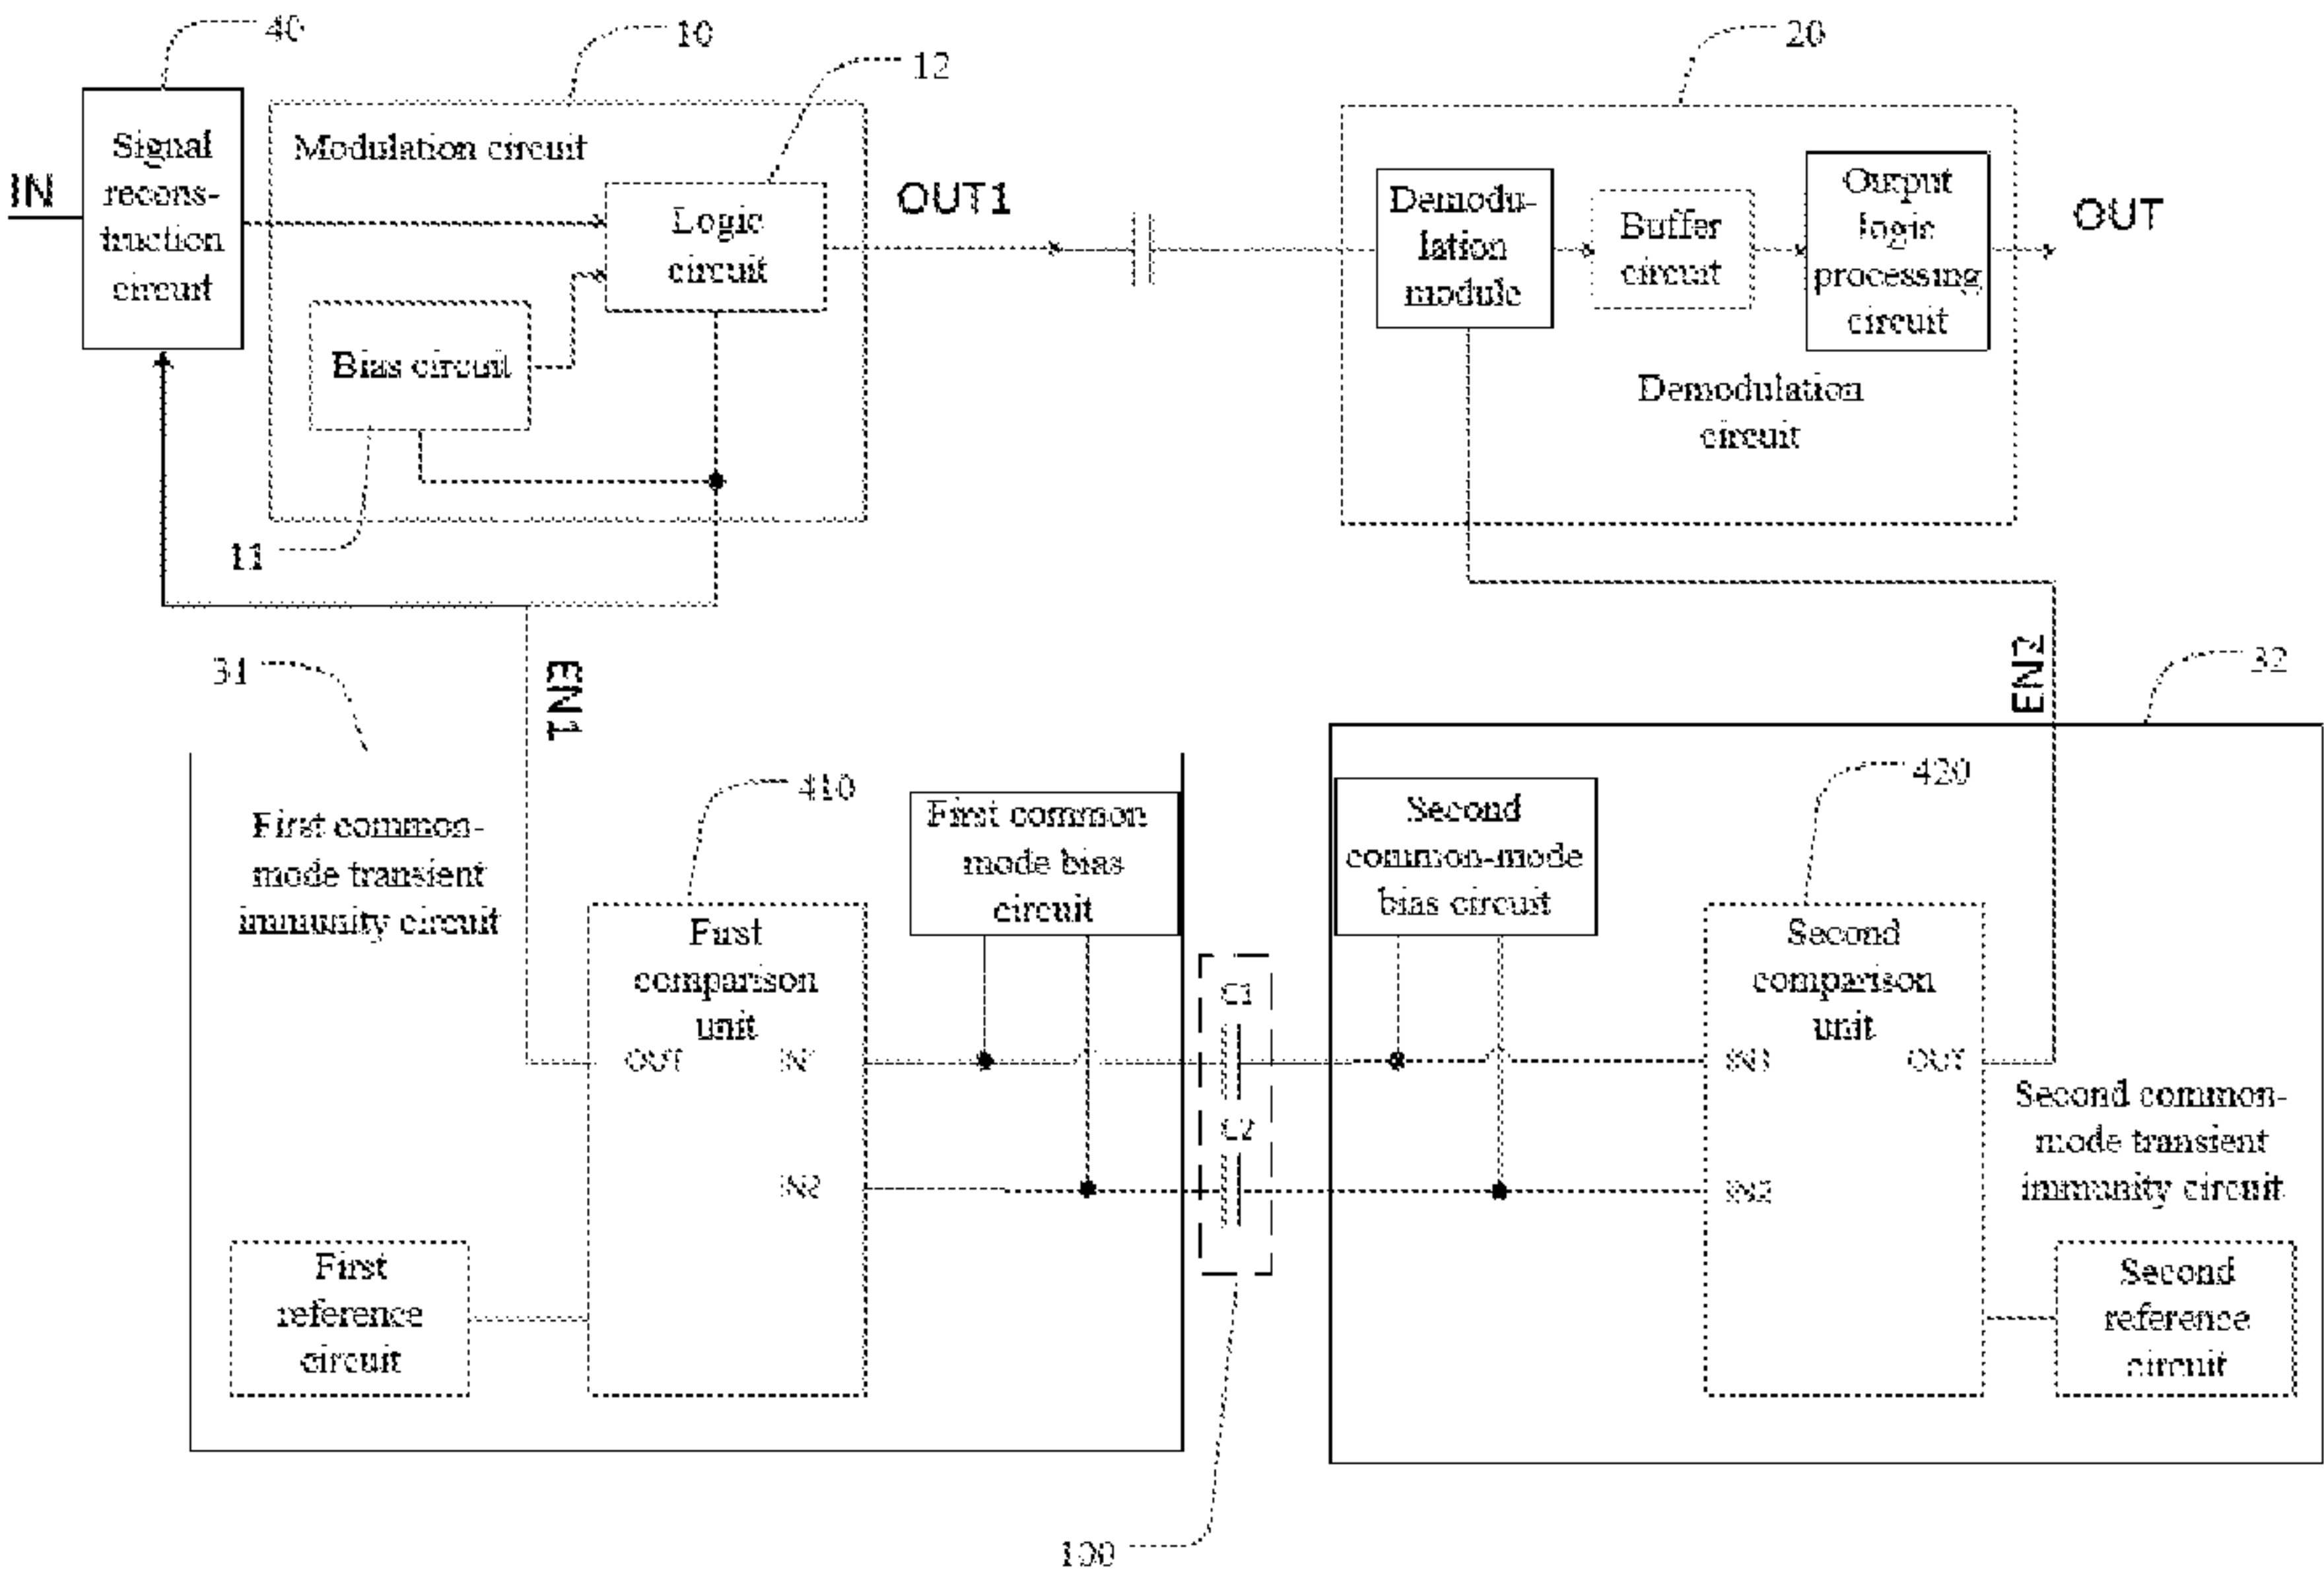 40
10
12
20
Signal
recons-
truction
circuit
IN
Modulation circuit
Logic
circuit
Bias circuit
11
OUT1
Demodu-
lation
module
Buffer
circuit
Output
logic
processing
circuit
OUT
Demodulation
circuit
31
EN1
EN2
32
First common-
mode transient
immunity circuit
410
First
comparison
unit
OUT
IN2
First common
mode bias
circuit
First
reference
circuit
C1
C2
100
Second
common-mode
bias circuit
420
Second
comparison
unit
IN1
OUT
IN2
Second common-
mode transient
immunity circuit
Second
reference
circuit